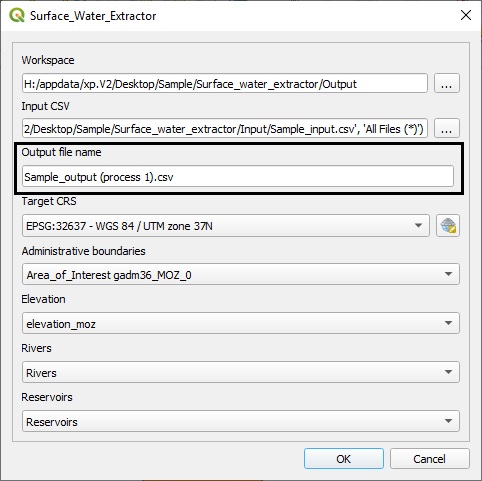 Surface_Water_Extractor
Workspace
H:/appdata/xp.V2/Desktop/Sample/Surface_water_extractor/Output
...
Input CSV
2/Desktop/Sample/Surface_water_extractor/Input/Sample_input.csv', 'All Files (*)')
...
Output file name
Sample_output (process 1).csv
Target CRS
EPSG:32637 - WGS 84 / UTM zone 37N
Administrative boundaries
Area_of_Interest gadm36_MOZ_0
Elevation
elevation_moz
Rivers
Rivers
Reservoirs
Reservoirs
OK Cancel